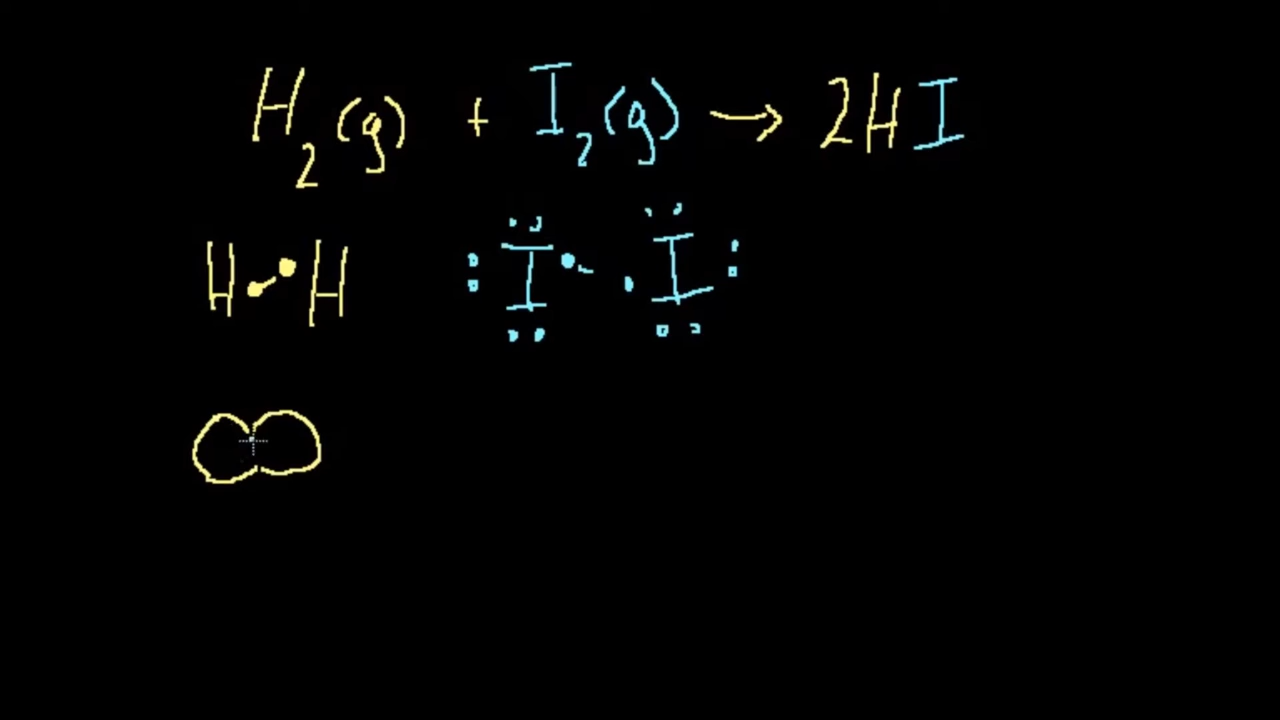 H₂(g) + I₂(g) → 2HI
H H I I